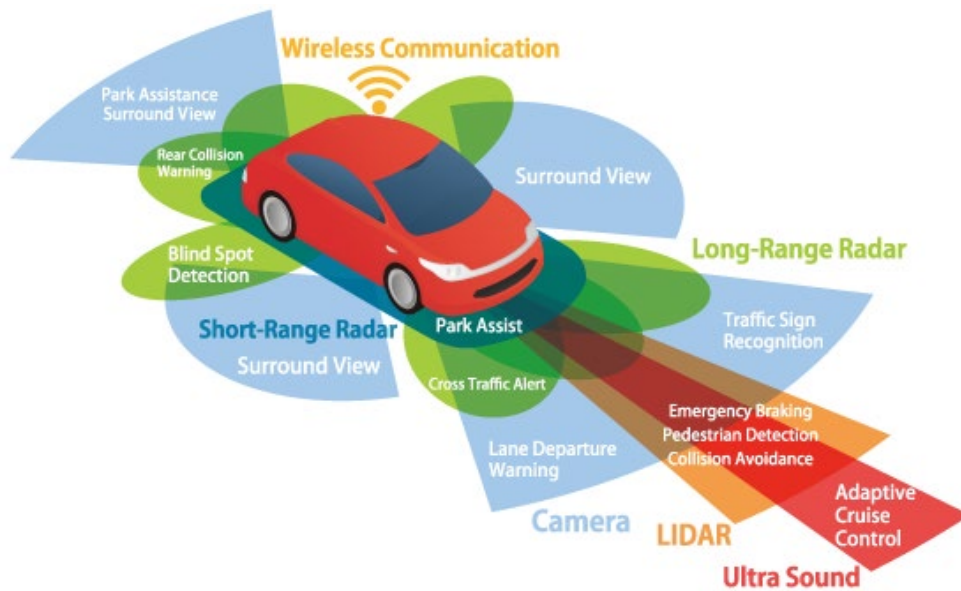 Wireless Communication
Park Assistance
Surround View
Rear Collision
Warning
Surround View
Blind Spot
Detection
Long-Range Radar
Short-Range Radar
Park Assist
Traffic Sign
Recognition
Surround View
Cross Traffic Alert
Emergency Braking
Pedestrian Detection
Collision Avoidance
Lane Departure
Warning
Adaptive
Cruise
Control
Camera
LIDAR
Ultra Sound